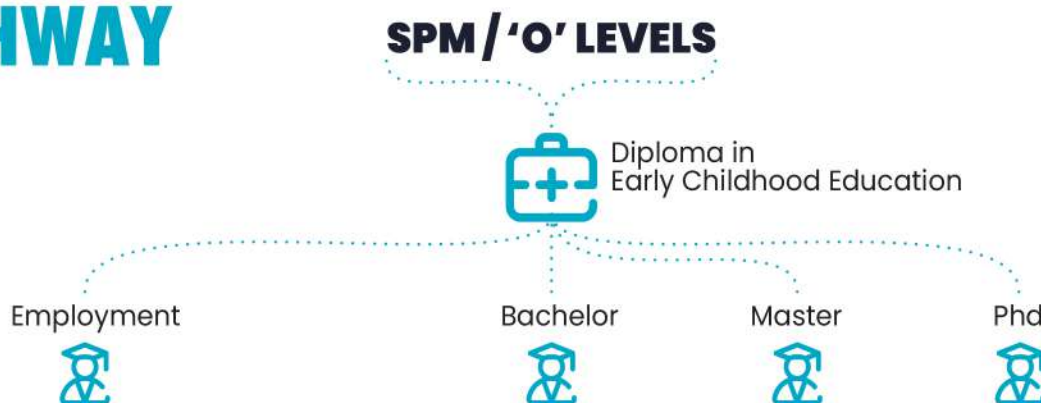 HWAY
SPM / ‘O’ LEVELS
Diploma in
Early Childhood Education
Employment
Bachelor
Master
Phd